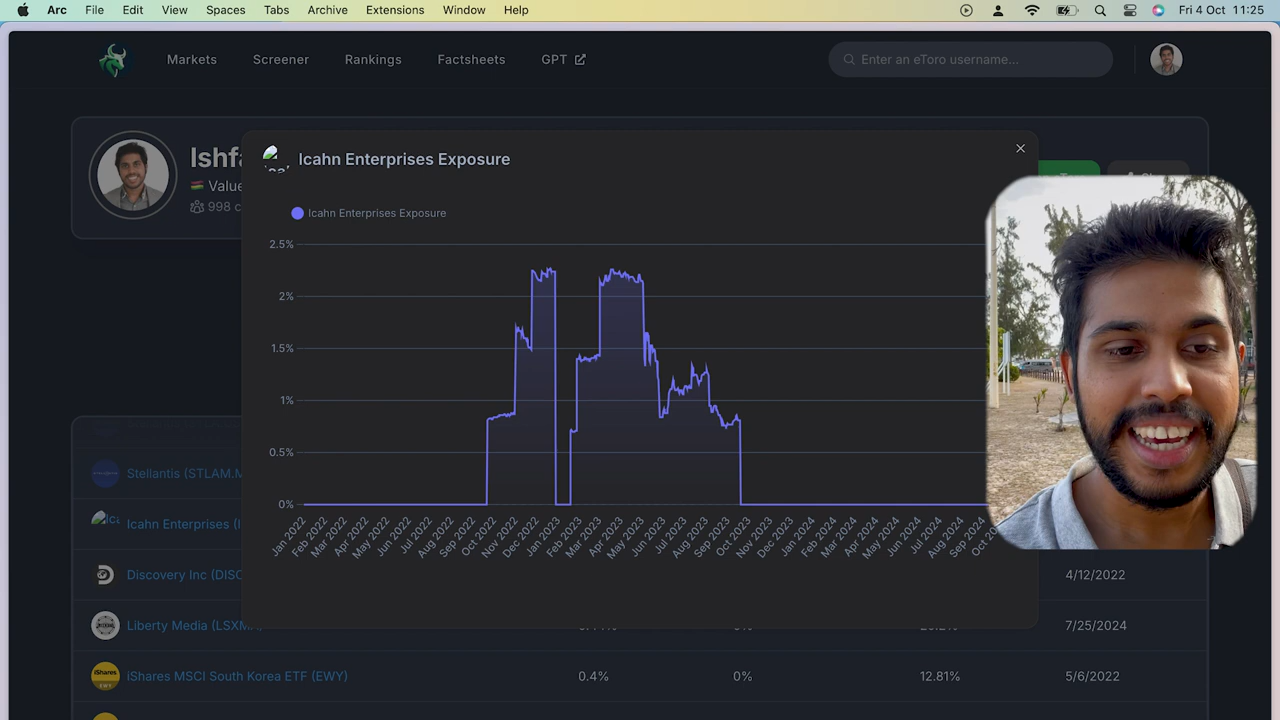 Arc File Edit View Spaces Tabs Archive Extensions Window Help Fri 4 Oct 11:25
Markets Screener Rankings Factsheets GPT Enter an eToro username...
Icahn Enterprises Exposure
Value
998
Icahn Enterprises Exposure
2.5%
2%
1.5%
1%
0.5%
0%
Jan 2022 Feb 2022 Mar 2022 Apr 2022 May 2022 Jun 2022 Jul 2022 Aug 2022 Sep 2022 Oct 2022 Nov 2022 Dec 2022 Jan 2023 Feb 2023 Mar 2023 Apr 2023 May 2023 Jun 2023 Jul 2023 Aug 2023 Sep 2023 Oct 2023 Nov 2023 Dec 2023 Jan 2024 Feb 2024 Mar 2024 Apr 2024 May 2024 Jun 2024 Jul 2024 Aug 2024 Sep 2024
Stellantis (STLAM.M
Icahn Enterprises (I
Discovery Inc (DISC 4/12/2022
Liberty Media (LSXM 7/25/2024
iShares MSCI South Korea ETF (EWY) 0.4% 0% 12.81% 5/6/2022